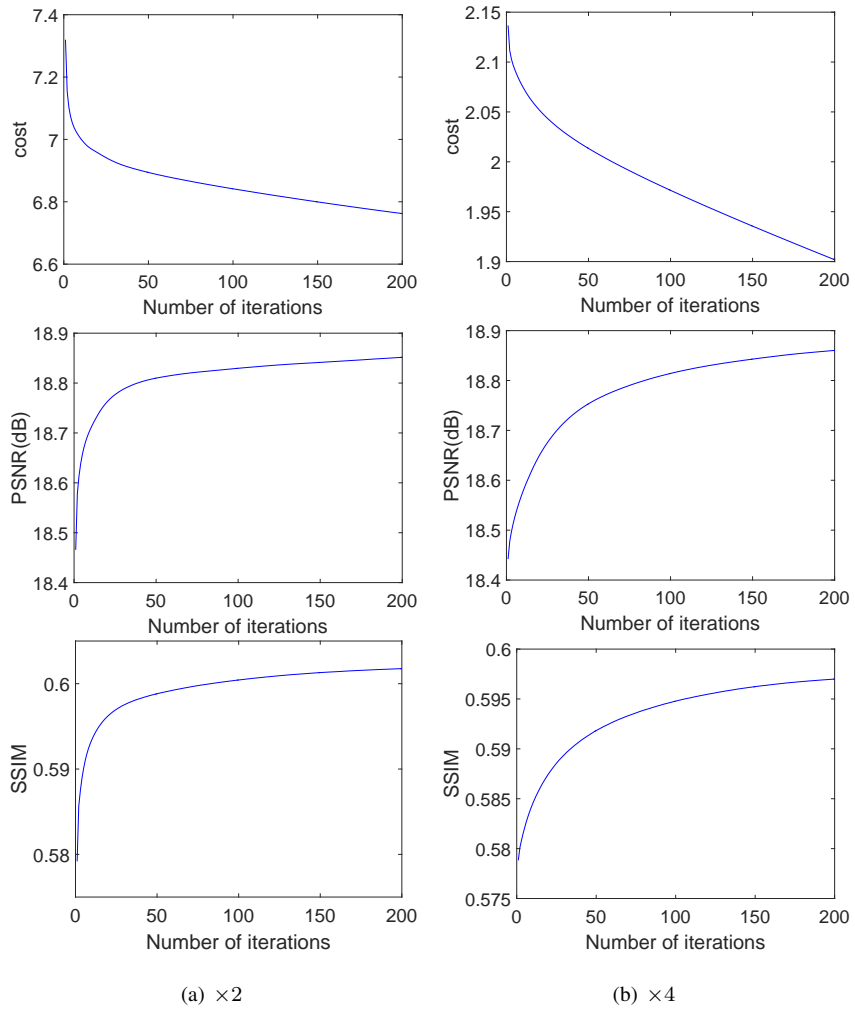 7.4
7.2
7
6.8
6.6
cost
0 50 100 150 200
Number of iterations
2.15
2.1
2.05
2
1.95
1.9
cost
0 50 100 150 200
Number of iterations
18.9
18.8
18.7
18.6
18.5
18.4
PSNR(dB)
0 50 100 150 200
Number of iterations
18.9
18.8
18.7
18.6
18.5
18.4
PSNR(dB)
0 50 100 150 200
Number of iterations
0.6
0.59
0.58
SSIM
0 50 100 150 200
Number of iterations
0.6
0.595
0.59
0.585
0.58
0.575
SSIM
0 50 100 150 200
Number of iterations
(a) ×2
(b) ×4